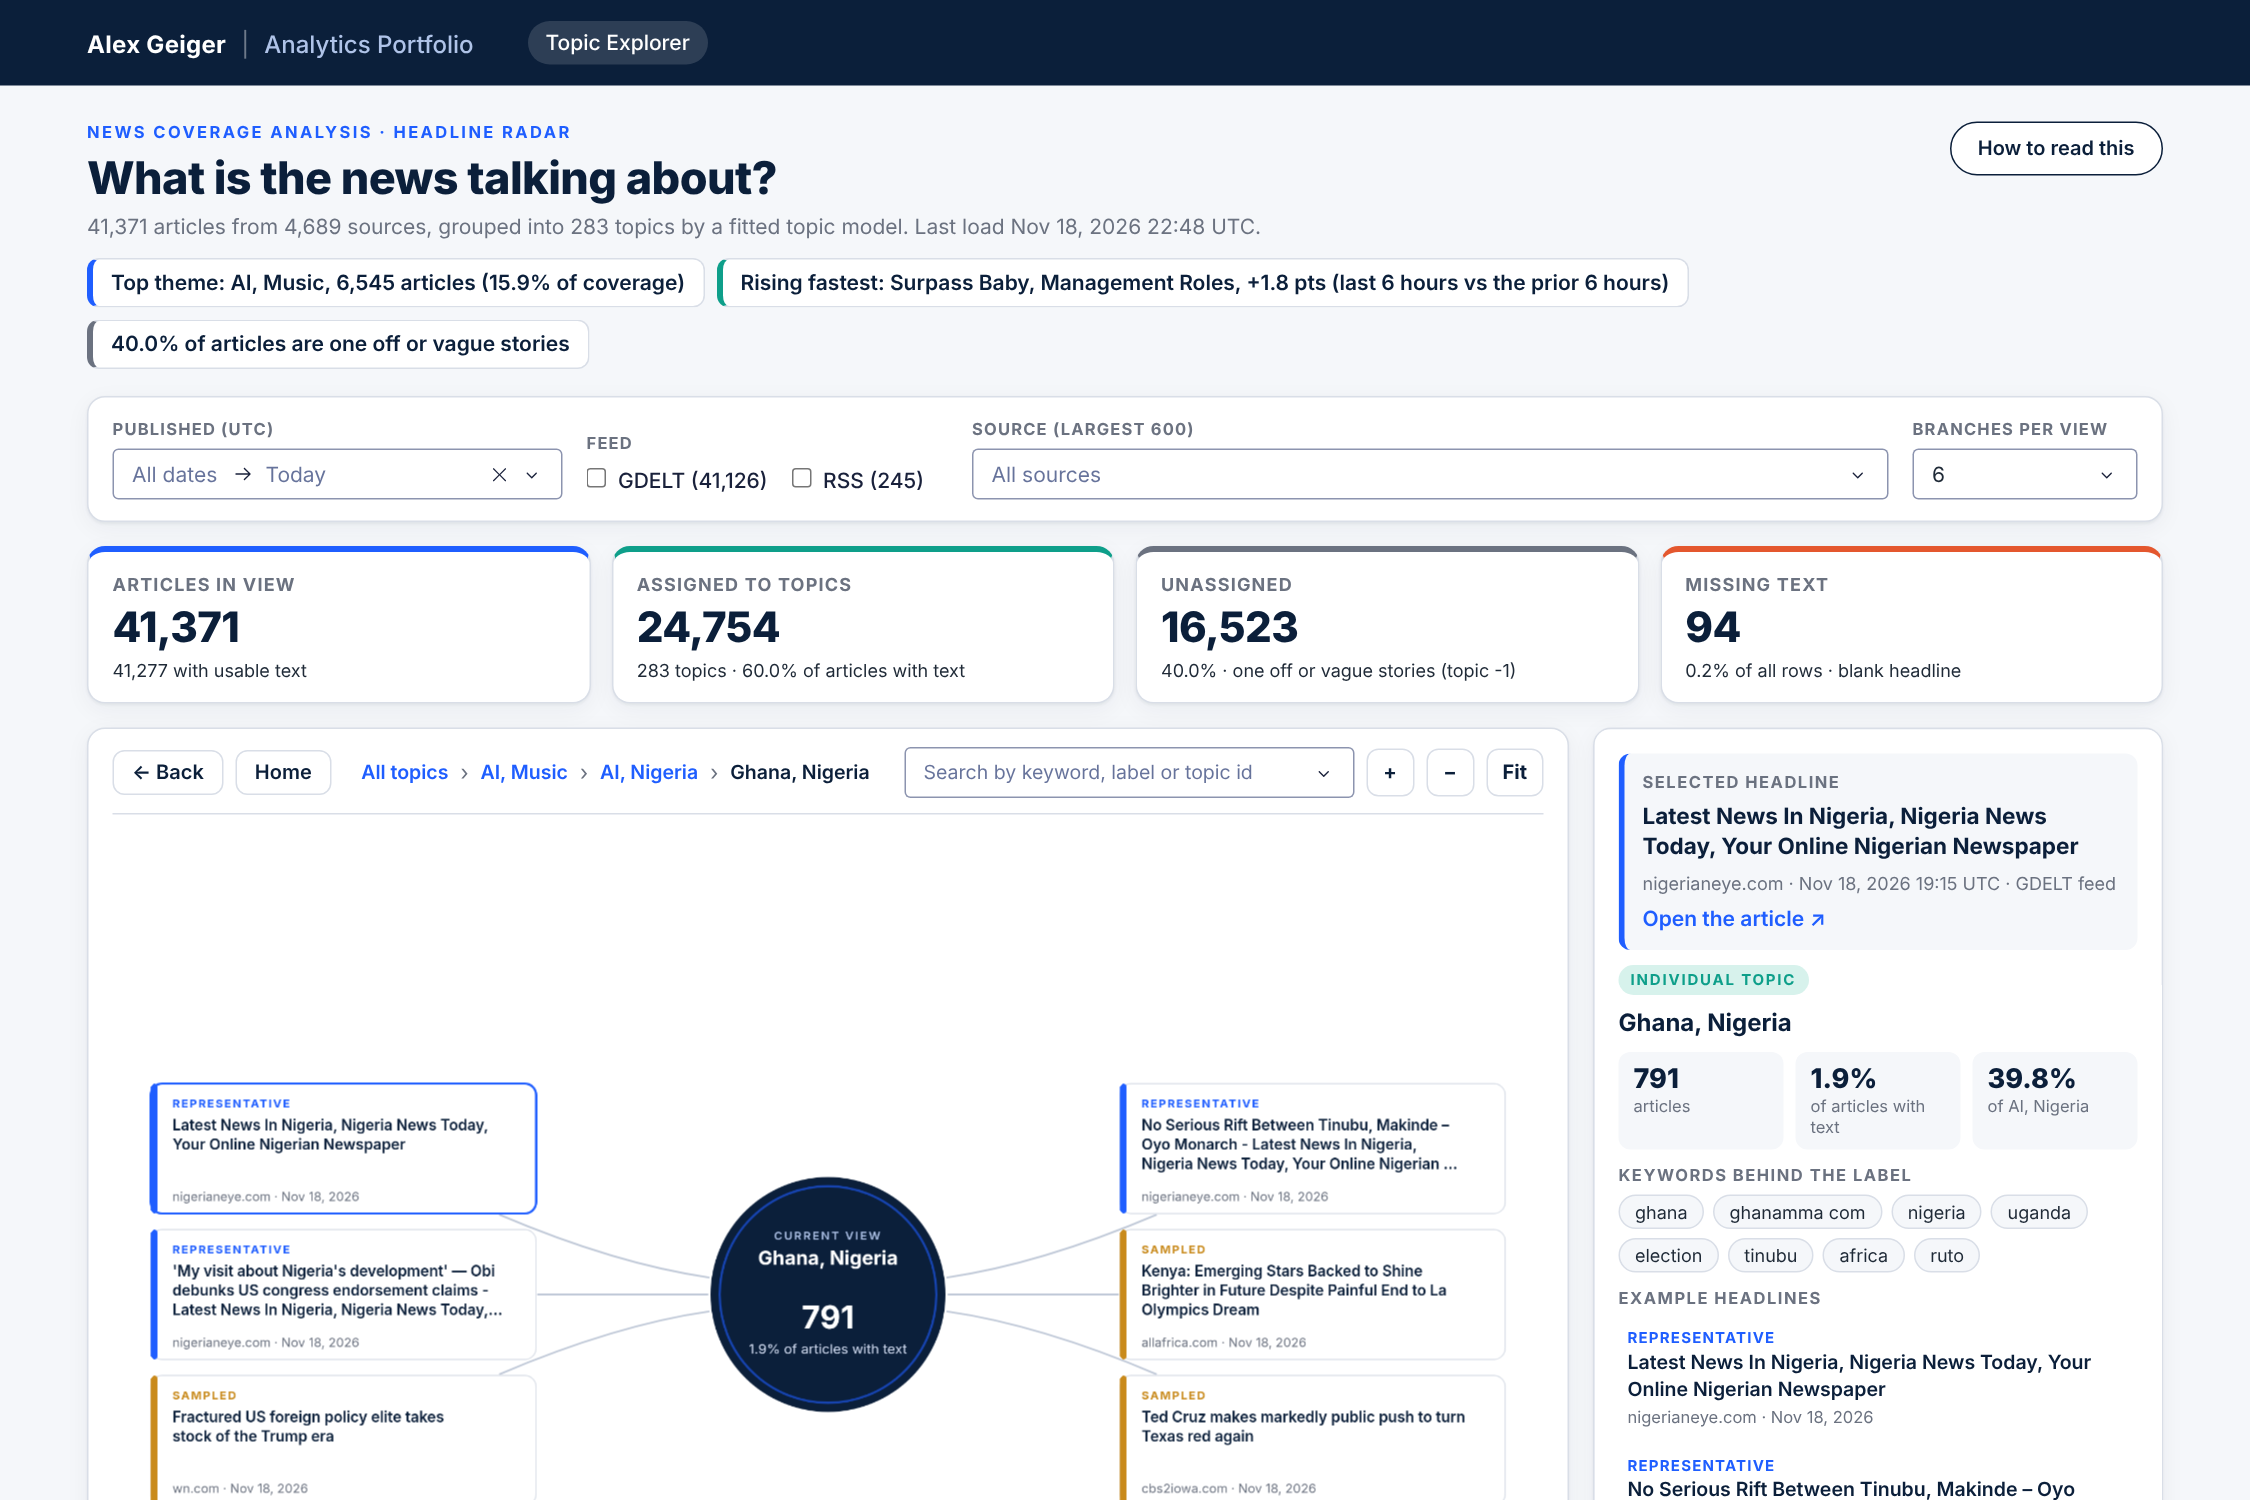 Alex Geiger | Analytics Portfolio
Topic Explorer
NEWS COVERAGE ANALYSIS · HEADLINE RADAR
What is the news talking about?
How to read this
41,371 articles from 4,689 sources, grouped into 283 topics by a fitted topic model. Last load Nov 18, 2026 22:48 UTC.
Top theme: AI, Music, 6,545 articles (15.9% of coverage)
Rising fastest: Surpass Baby, Management Roles, +1.8 pts (last 6 hours vs the prior 6 hours)
40.0% of articles are one off or vague stories
PUBLISHED (UTC)
All dates → Today
FEED
GDELT (41,126)
RSS (245)
SOURCE (LARGEST 600)
All sources
BRANCHES PER VIEW
6
ARTICLES IN VIEW
41,371
41,277 with usable text
ASSIGNED TO TOPICS
24,754
283 topics · 60.0% of articles with text
UNASSIGNED
16,523
40.0% · one off or vague stories (topic -1)
MISSING TEXT
94
0.2% of all rows · blank headline
← Back
Home
All topics › AI, Music › AI, Nigeria › Ghana, Nigeria
Search by keyword, label or topic id
+
−
Fit
REPRESENTATIVE
Latest News In Nigeria, Nigeria News Today,
Your Online Nigerian Newspaper
nigerianeye.com · Nov 18, 2026
REPRESENTATIVE
'My visit about Nigeria's development' — Obi
debunks US congress endorsement claims -
Latest News In Nigeria, Nigeria News Today,...
nigerianeye.com · Nov 18, 2026
SAMPLED
Fractured US foreign policy elite takes
stock of the Trump era
wn.com · Nov 18, 2026
CURRENT VIEW
Ghana, Nigeria
791
1.9% of articles with text
REPRESENTATIVE
No Serious Rift Between Tinubu, Makinde –
Oyo Monarch - Latest News In Nigeria,
Nigeria News Today, Your Online Nigerian ...
nigerianeye.com · Nov 18, 2026
SAMPLED
Kenya: Emerging Stars Backed to Shine
Brighter in Future Despite Painful End to La
Olympics Dream
allafrica.com · Nov 18, 2026
SAMPLED
Ted Cruz makes markedly public push to turn
Texas red again
cbs2iowa.com · Nov 18, 2026
SELECTED HEADLINE
Latest News In Nigeria, Nigeria News
Today, Your Online Nigerian Newspaper
nigerianeye.com · Nov 18, 2026 19:15 UTC · GDELT feed
Open the article ↗
INDIVIDUAL TOPIC
Ghana, Nigeria
791
articles
1.9%
of articles with
text
39.8%
of AI, Nigeria
KEYWORDS BEHIND THE LABEL
ghana
ghanamma com
nigeria
uganda
election
tinubu
africa
ruto
EXAMPLE HEADLINES
REPRESENTATIVE
Latest News In Nigeria, Nigeria News Today, Your
Online Nigerian Newspaper
nigerianeye.com · Nov 18, 2026
REPRESENTATIVE
No Serious Rift Between Tinubu, Makinde – Oyo